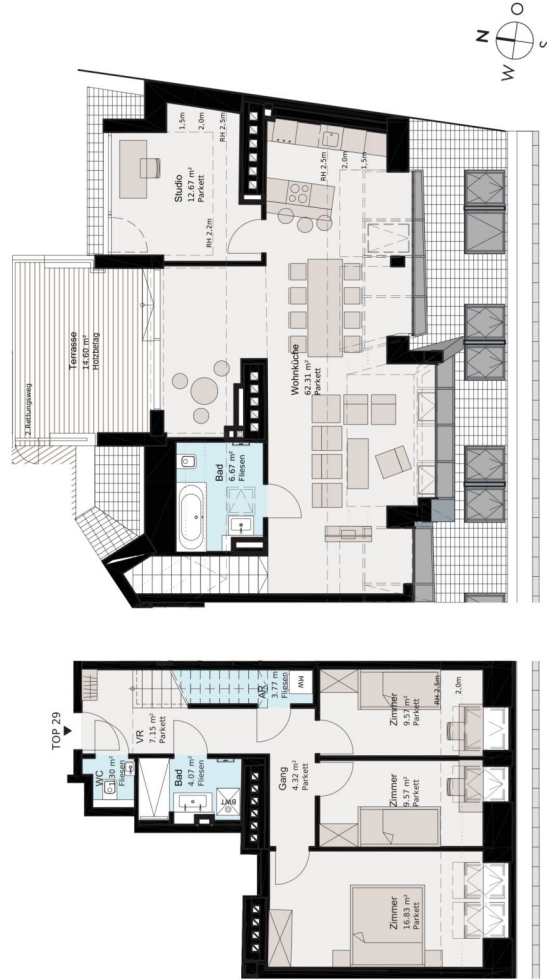 N
O
S
W
Terrasse
14.60 m²
Holzbelag
2.Rettungsweg
Studio
12.67 m²
Parkett
1,5m
2,0m
RH 2.5m
RH 2.2m
Bad
6.67 m²
Fliesen
Wohnküche
62.31 m²
Parkett
RH 2.5m
2,0m
1,5m
TOP 29
WC
1.30 m²
Fliesen
VR
7.15 m²
Parkett
Bad
4.07 m²
Fliesen
BWT
AR
3.77 m²
Fliesen
MW
Gang
4.32 m²
Parkett
Zimmer
9.57 m²
Parkett
RH 2.5m
2,0m
Zimmer
9.57 m²
Parkett
Zimmer
16.83 m²
Parkett